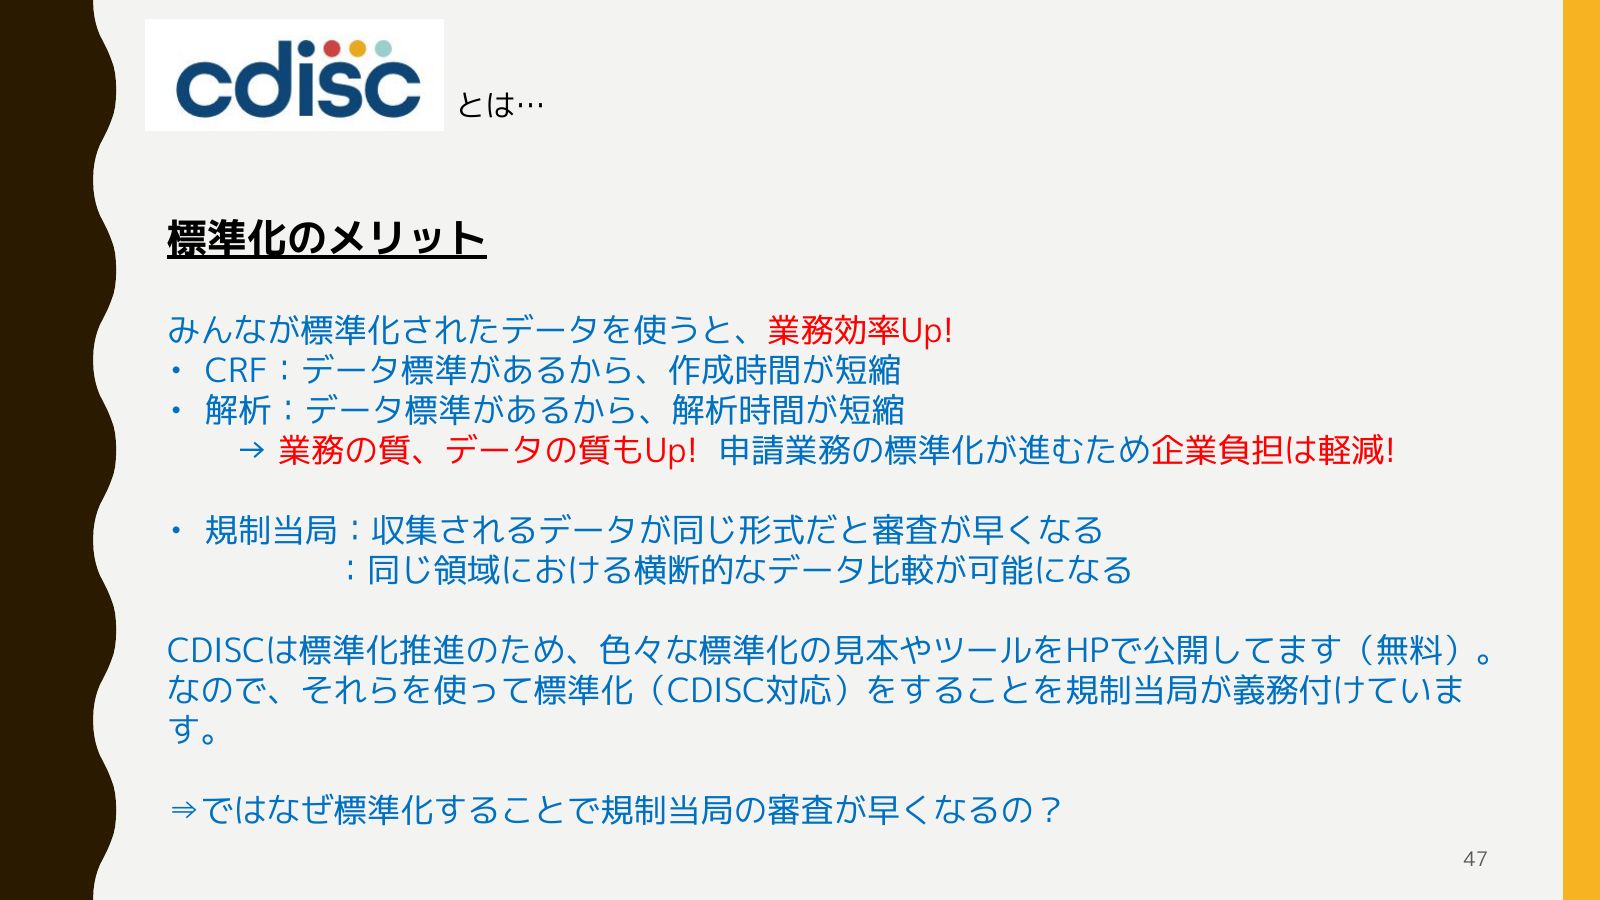 cdisc とは…
標準化のメリット
みんなが標準化されたデータを使うと、業務効率Up!
・ CRF：データ標準があるから、作成時間が短縮
・ 解析：データ標準があるから、解析時間が短縮
→ 業務の質、データの質もUp! 申請業務の標準化が進むため企業負担は軽減!
・ 規制当局：収集されるデータが同じ形式だと審査が早くなる
：同じ領域における横断的なデータ比較が可能になる
CDISCは標準化推進のため、色々な標準化の見本やツールをHPで公開してます（無料）。
なので、それらを使って標準化（CDISC対応）をすることを規制当局が義務付けていま
す。
⇒ではなぜ標準化することで規制当局の審査が早くなるの？
47